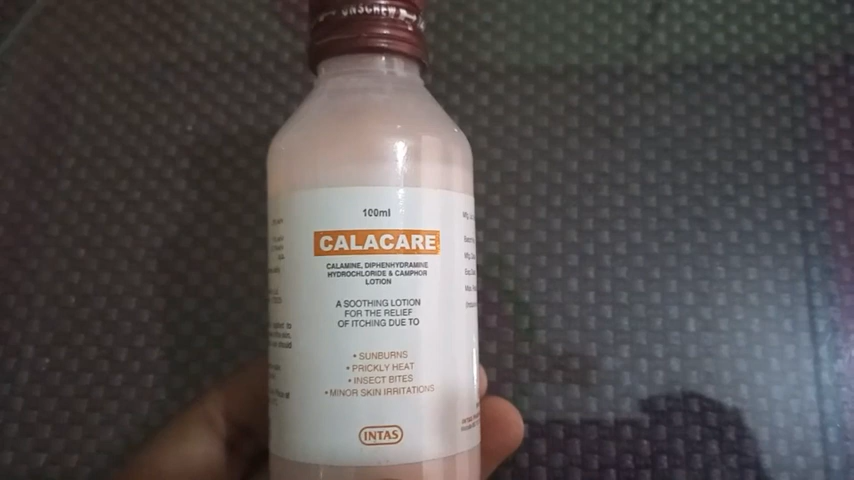 UNSCREW
100ml
CALACARE
CALAMINE, DIPHENHYDRAMINE
HYDROCHLORIDE & CAMPHOR
LOTION
A SOOTHING LOTION
FOR THE RELIEF
OF ITCHING DUE TO
• SUNBURNS
• PRICKLY HEAT
• INSECT BITES
• MINOR SKIN IRRITATIONS
INTAS